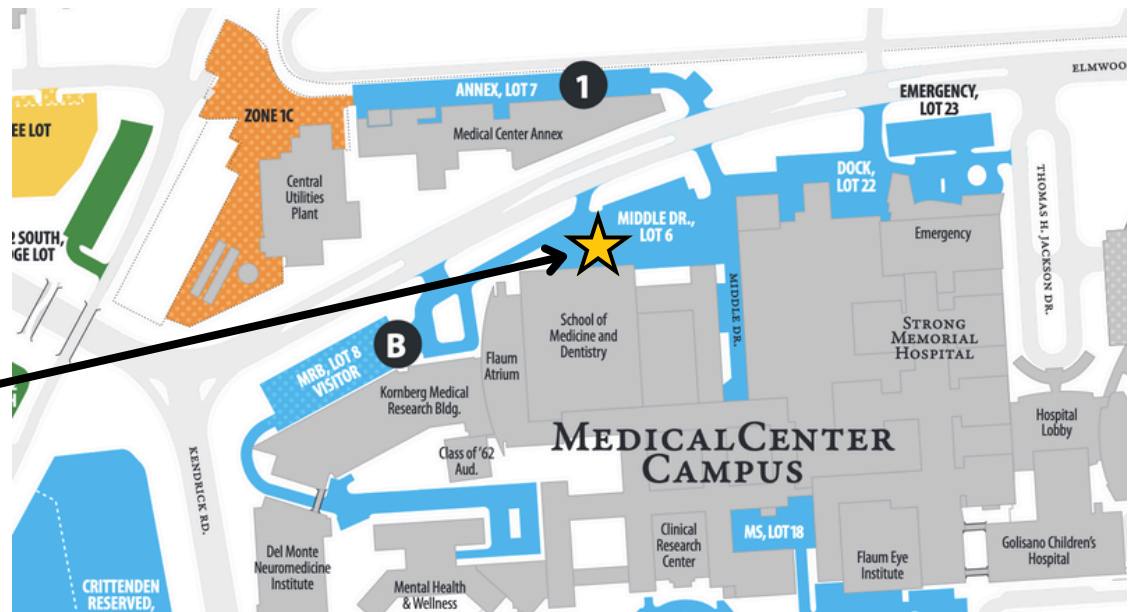 ELMWOO
1
ANNEX, LOT 7
EMERGENCY,
LOT 23
ZONE 1C
EE LOT
Medical Center Annex
Central
Utilities
Plant
DOCK,
LOT 22
I
THOMAS H. JACKSON DR.
MIDDLE DR.,
LOT 6
2 SOUTH,
DGE LOT
Emergency
MIDDLE DR.
School of
Medicine and
Dentistry
STRONG
MEMORIAL
HOSPITAL
B
MRB, LOT 8
VISITOR
Flaum
Atrium
Kornberg Medical
Research Bldg.
Hospital
Lobby
MEDICAL CENTER
CAMPUS
Class of '62
Aud.
KENDRICK RD.
MS, LOT 18
Clinical
Research
Center
Golisano Children's
Hospital
Del Monte
Neuromedicine
Institute
Flaum Eye
Institute
Mental Health
& Wellness
CRITTENDEN
RESERVED,